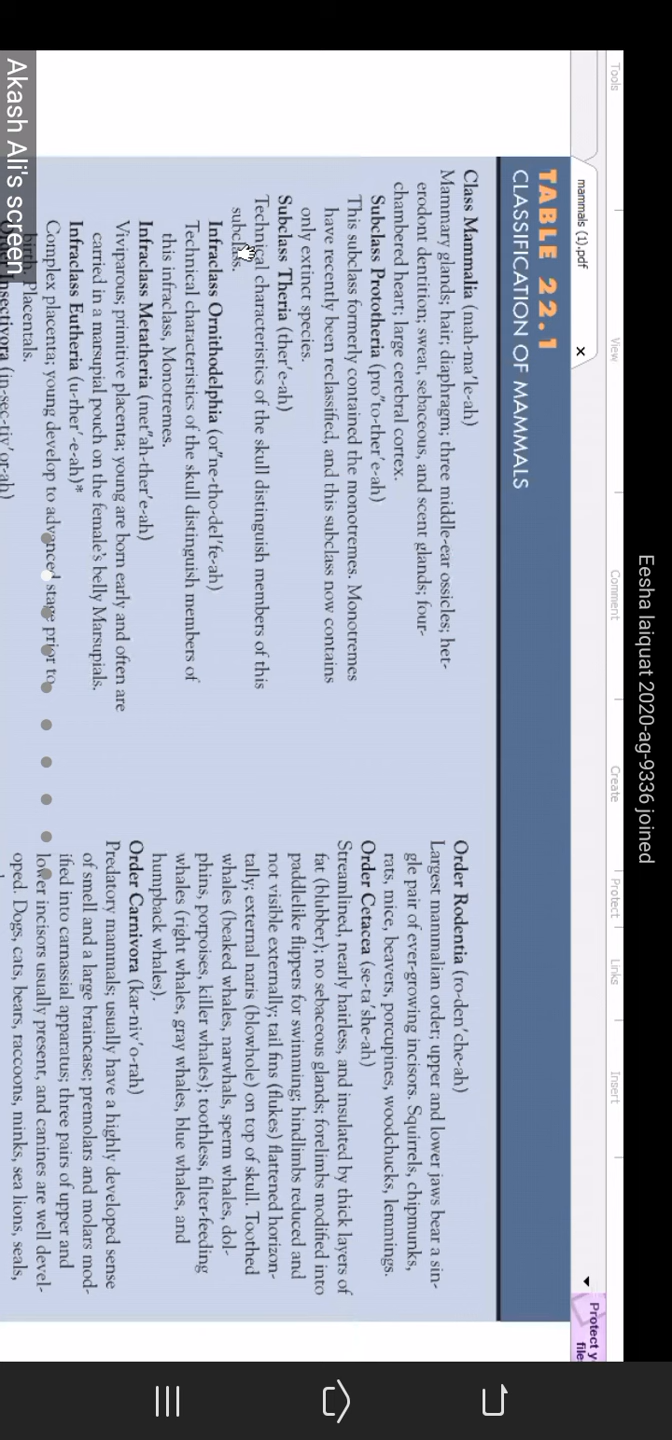 Eesha laiquat 2020-ag-9336 joined
Tools
View
Comment
Create
Protect
Links
Insert
mammals (1).pdf
×
Protect y
file
TABLE 22.1
CLASSIFICATION OF MAMMALS
Class Mammalia (mah-ma'le-ah)
Mammary glands; hair; diaphragm; three middle-ear ossicles; het-
erodont dentition; sweat, sebaceous, and scent glands; four-
chambered heart; large cerebral cortex.
Subclass Prototheria (pro″to-ther'e-ah)
This subclass formerly contained the monotremes. Monotremes
have recently been reclassified, and this subclass now contains
only extinct species.
Subclass Theria (ther'e-ah)
Technical characteristics of the skull distinguish members of this
subclass.
Infraclass Ornithodelphia (or″ne-tho-del'fe-ah)
Technical characteristics of the skull distinguish members of
this infraclass, Monotremes.
Infraclass Metatheria (met″ah-ther'e-ah)
Viviparous; primitive placenta; young are born early and often are
carried in a marsupial pouch on the female's belly Marsupials.
Infraclass Eutheria (u-ther'-e-ah)*
Complex placenta; young develop to advanced stage prior to
birth. Placentals.
Insectivora (in-sec-tiv'or-ah)
Order Rodentia (ro-den'che-ah)
Largest mammalian order; upper and lower jaws bear a sin-
gle pair of ever-growing incisors. Squirrels, chipmunks,
rats, mice, beavers, porcupines, woodchucks, lemmings.
Order Cetacea (se-ta'she-ah)
Streamlined, nearly hairless, and insulated by thick layers of
fat (blubber); no sebaceous glands; forelimbs modified into
paddlelike flippers for swimming; hindlimbs reduced and
not visible externally; tail fins (flukes) flattened horizon-
tally; external naris (blowhole) on top of skull. Toothed
whales (beaked whales, narwhals, sperm whales, dol-
phins, porpoises, killer whales); toothless, filter-feeding
whales (right whales, gray whales, blue whales, and
humpback whales).
Order Carnivora (kar-niv'o-rah)
Predatory mammals; usually have a highly developed sense
of smell and a large braincase; premolars and molars mod-
ified into carnassial apparatus; three pairs of upper and
lower incisors usually present, and canines are well devel-
oped. Dogs, cats, bears, raccoons, minks, sea lions, seals,
Akash Ali's screen